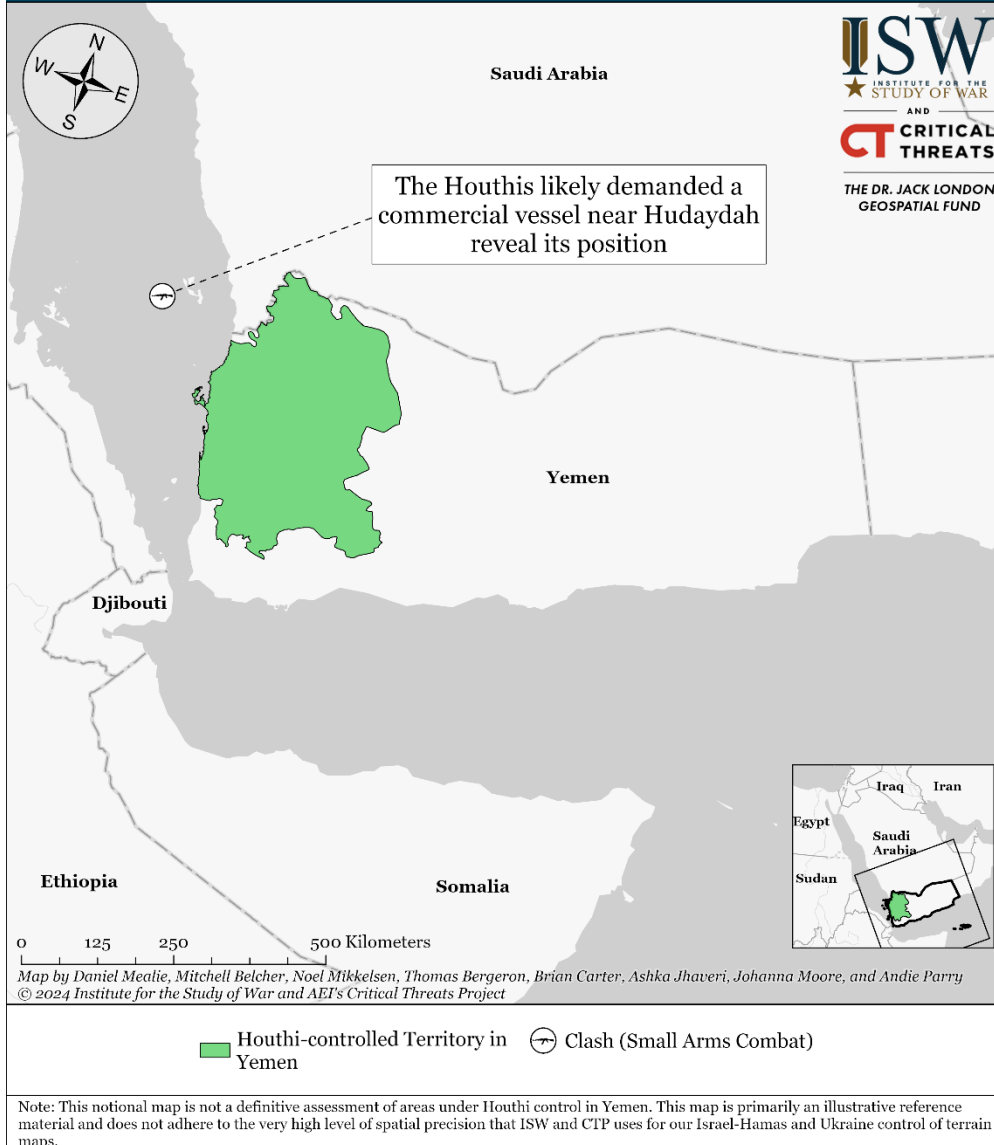 N
W
E
S
Saudi Arabia
ISW
INSTITUTE FOR THE
STUDY OF WAR
AND
CT CRITICAL
THREATS
THE DR. JACK LONDON
GEOSPATIAL FUND
The Houthis likely demanded a
commercial vessel near Hudaydah
reveal its position
Yemen
Djibouti
Ethiopia
Somalia
Iraq
Iran
Egypt
Saudi
Arabia
Sudan
0 125 250 500 Kilometers
Map by Daniel Mealie, Mitchell Belcher, Noel Mikkelsen, Thomas Bergeron, Brian Carter, Ashka Jhaveri, Johanna Moore, and Andie Parry
© 2024 Institute for the Study of War and AEI's Critical Threats Project
Houthi-controlled Territory in
Yemen
Clash (Small Arms Combat)
Note: This notional map is not a definitive assessment of areas under Houthi control in Yemen. This map is primarily an illustrative reference
material and does not adhere to the very high level of spatial precision that ISW and CTP uses for our Israel-Hamas and Ukraine control of terrain
maps.